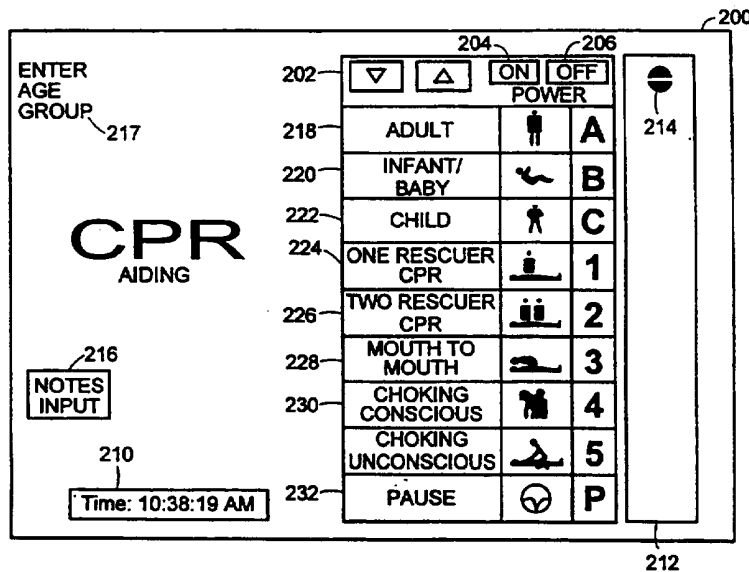 200
204
206
ENTER
AGE
GROUP
217
202
ON
OFF
POWER
214
218
ADULT
A
220
INFANT/
BABY
B
222
CHILD
C
CPR
AIDING
224
ONE RESCUER
CPR
1
226
TWO RESCUER
CPR
2
216
NOTES
INPUT
228
MOUTH TO
MOUTH
3
230
CHOKING
CONSCIOUS
4
CHOKING
UNCONSCIOUS
5
210
Time: 10:38:19 AM
232
PAUSE
P
212